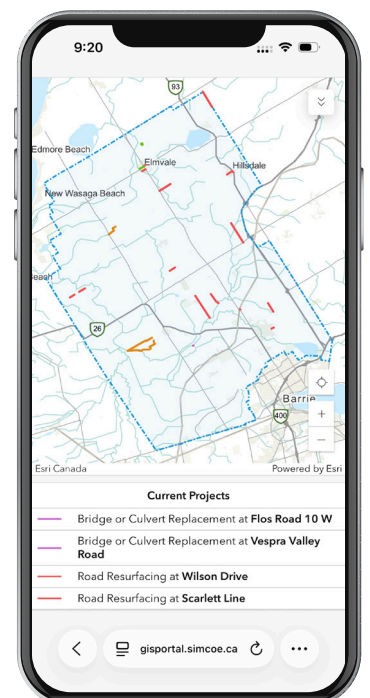 9:20
93
Edmore Beach
Elmvale
Hillsdale
New Wasaga Beach
each
26
Barrie
400
Esri Canada
Powered by Esri
Current Projects
Bridge or Culvert Replacement at Flos Road 10 W
Bridge or Culvert Replacement at Vespra Valley
Road
Road Resurfacing at Wilson Drive
Road Resurfacing at Scarlett Line
gisportal.simcoe.ca